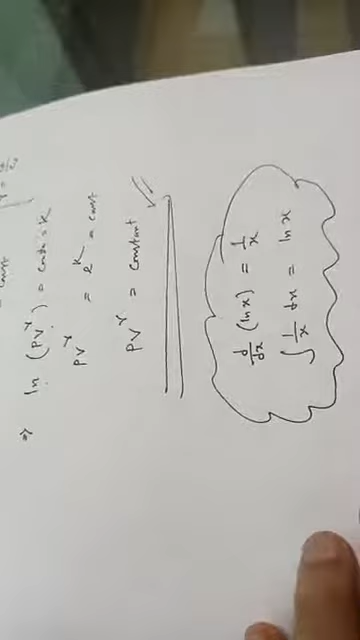 ⇒ ln (PV^γ) = const = K
PV^γ = e^K = const
PV^γ = constant
d/dx (ln x) = 1/x
∫ 1/x dx = ln x